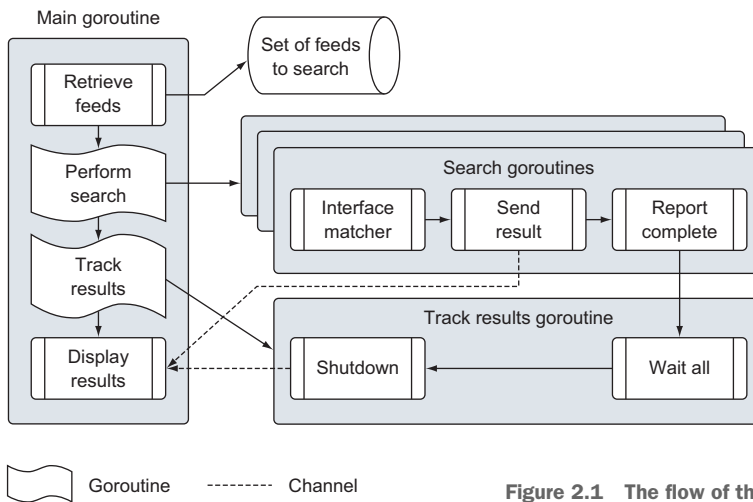 Main goroutine
Retrieve
feeds
Set of feeds
to search
Perform
search
Search goroutines
Interface
matcher
Send
result
Report
complete
Track
results
Track results goroutine
Display
results
Shutdown
Wait all
Goroutine
Channel
Figure 2.1 The flow of th